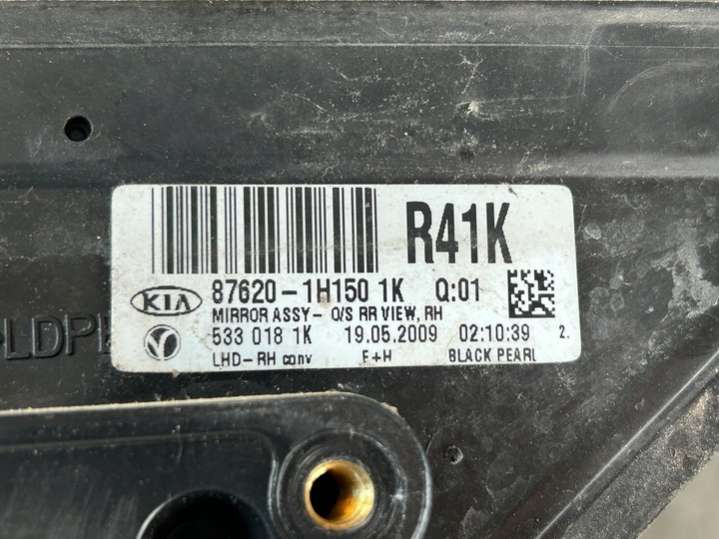 R41K
KIA 87620-1H150 1K Q:01
MIRROR ASSY- O/S RR VIEW, RH
533 018 1K 19.05.2009 02:10:39 2.
LHD-RH conv E+H BLACK PEARL